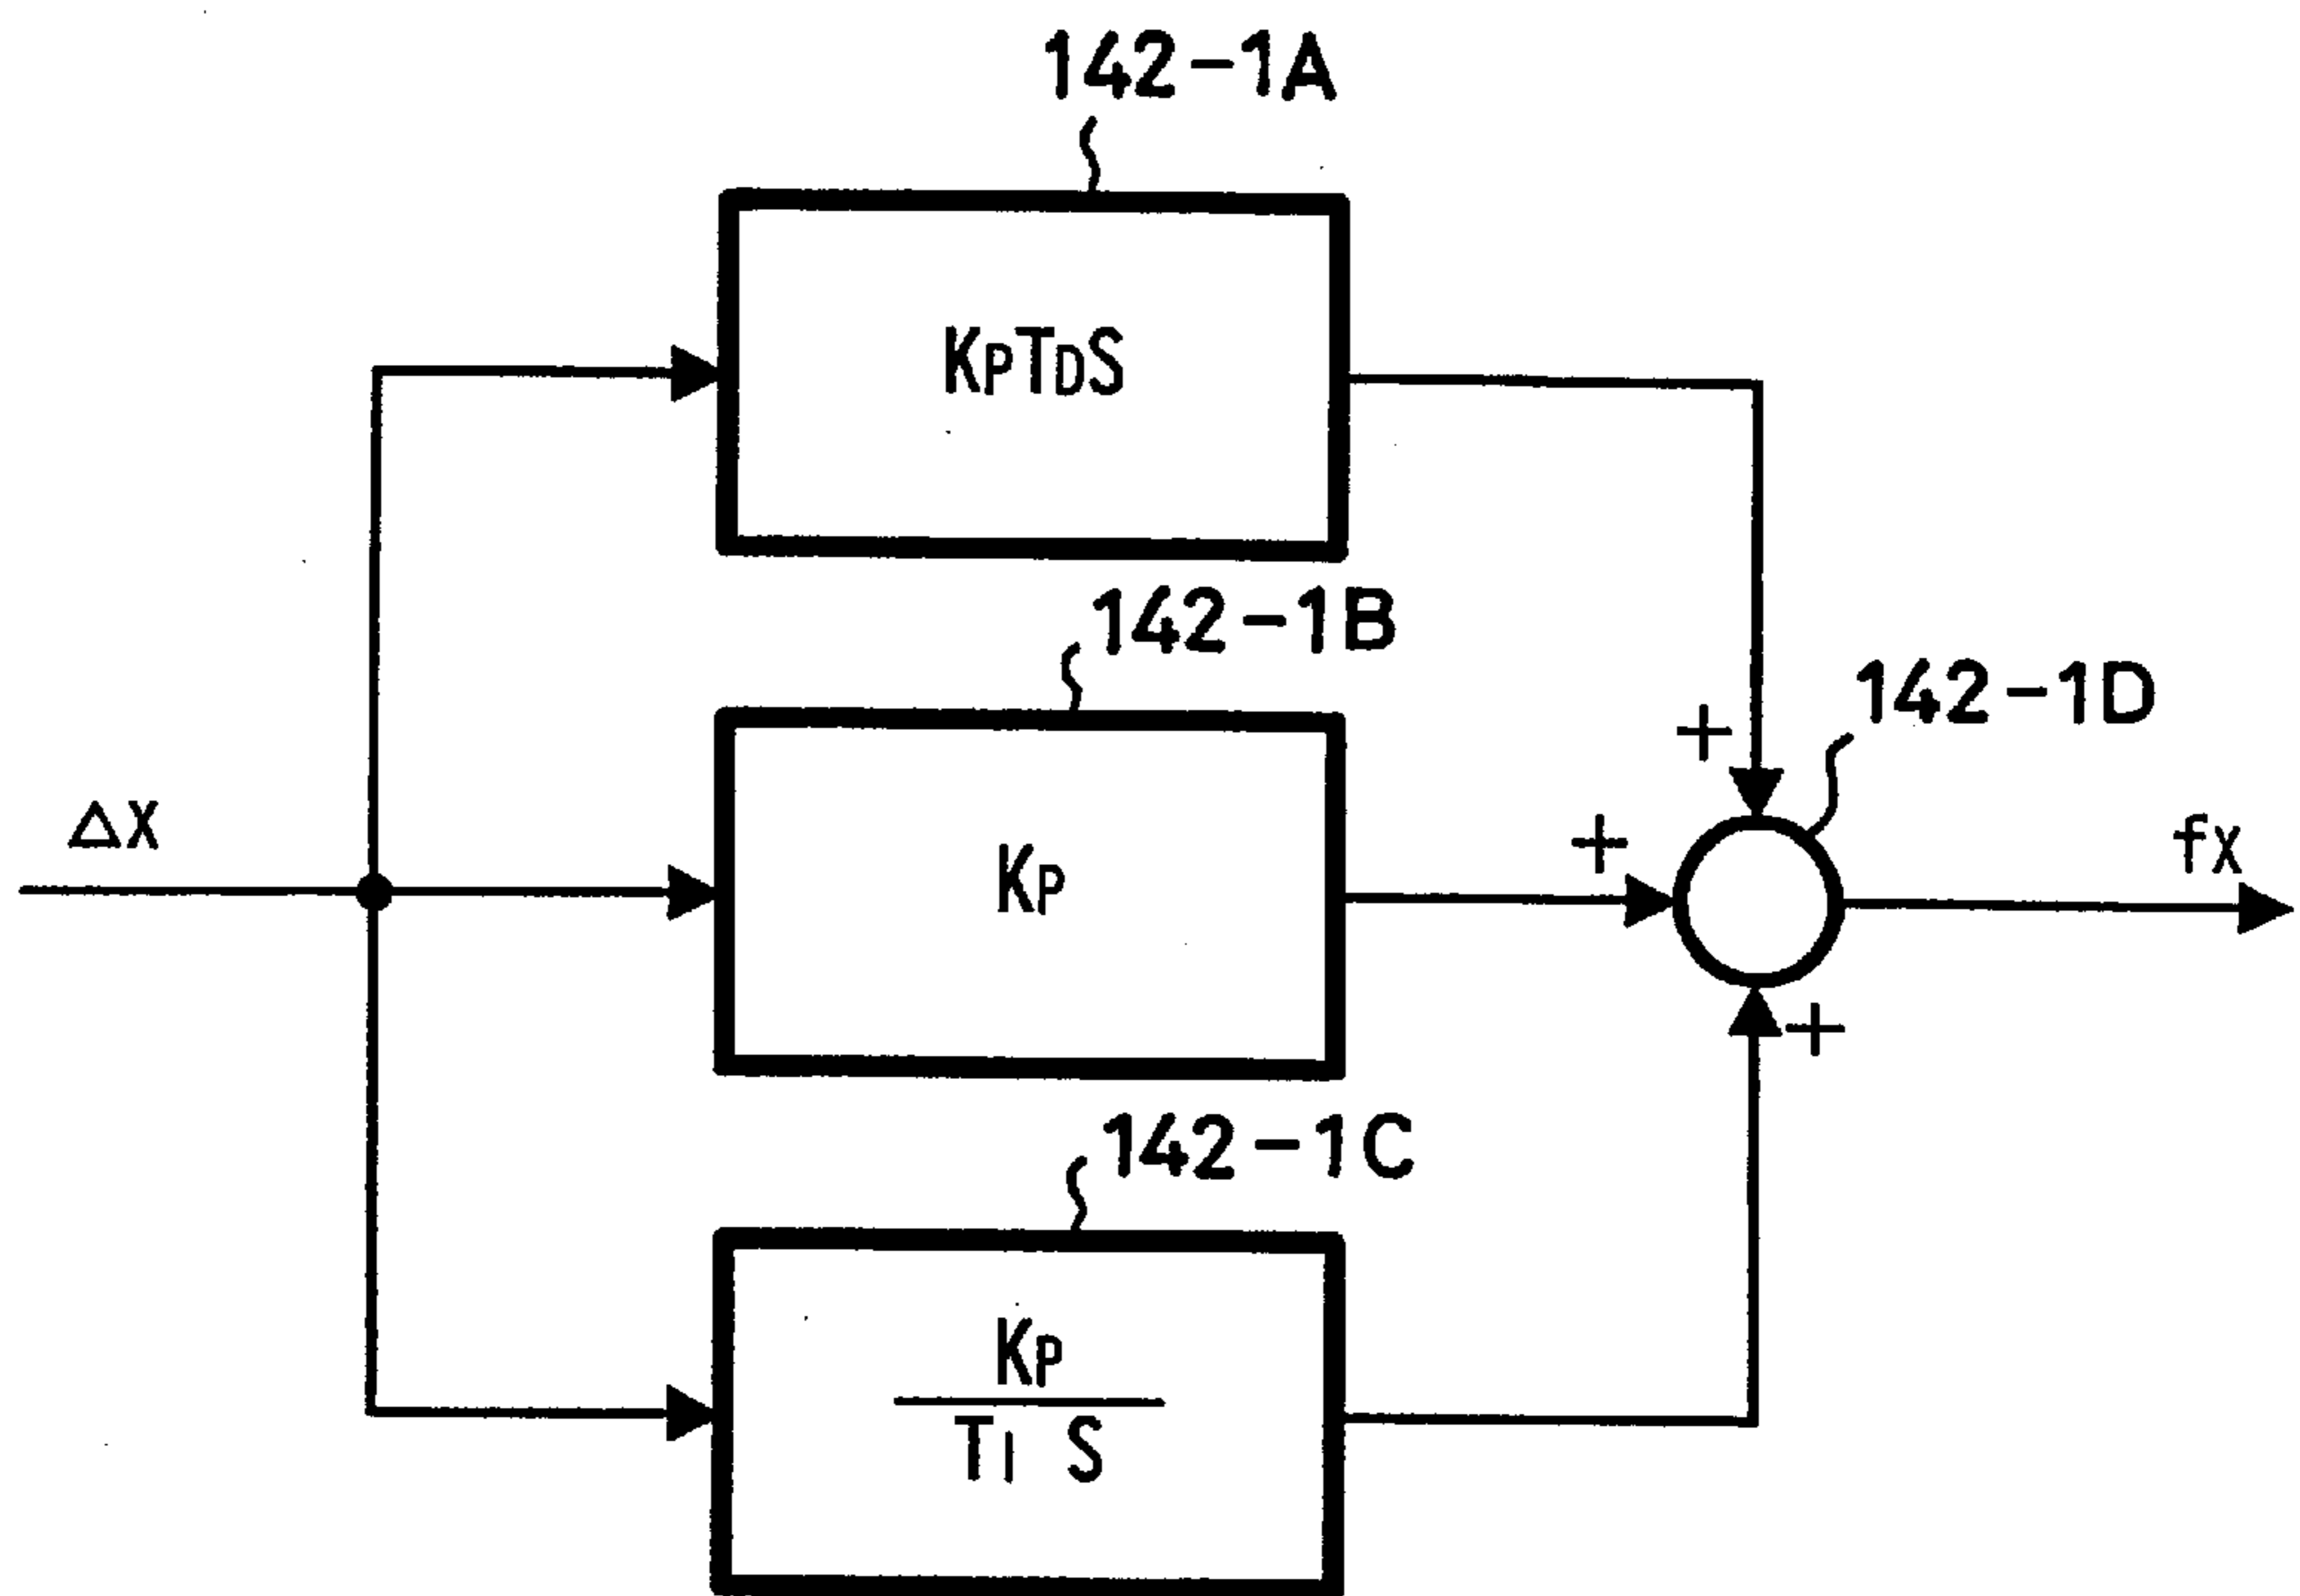 142-1A
KPTDS
142-1B
142-1D
+
ΔX
KP
+
fx
+
142-1C
KP
TI S